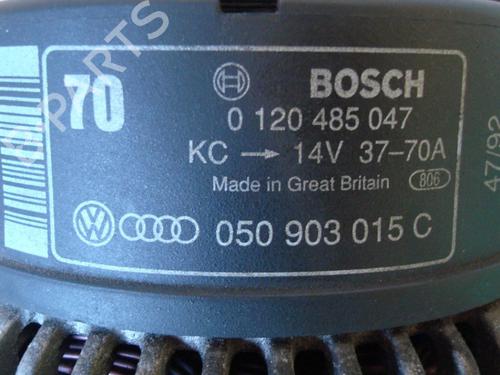 70
BOSCH
0 120 485 047
KC → 14V 37-70A
Made in Great Britain 806
050 903 015 C
47/92
B-PARTS